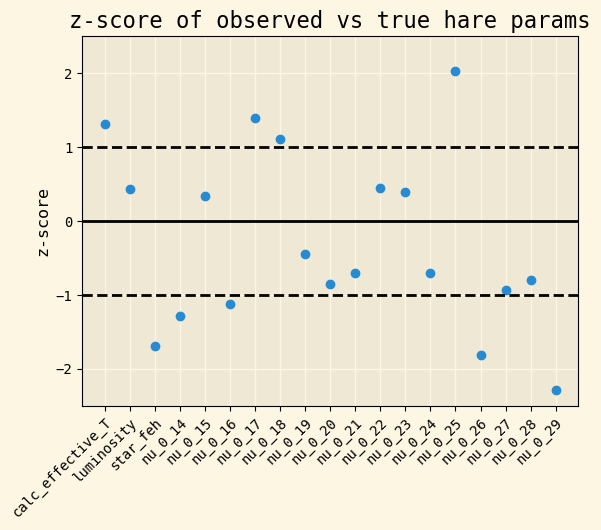 z-score of observed vs true hare params
z-score
2
1
0
−1
−2
calc_effective_T
luminosity
star_feh
nu_0_14
nu_0_15
nu_0_16
nu_0_17
nu_0_18
nu_0_19
nu_0_20
nu_0_21
nu_0_22
nu_0_23
nu_0_24
nu_0_25
nu_0_26
nu_0_27
nu_0_28
nu_0_29